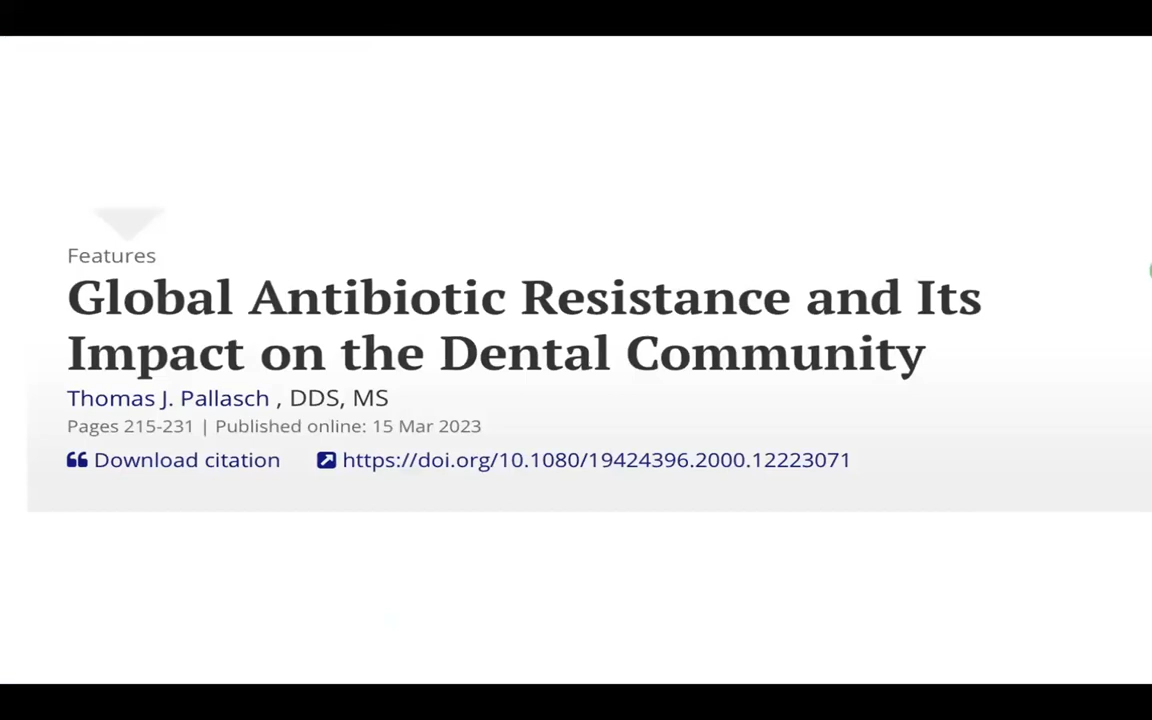 Features
Global Antibiotic Resistance and Its
Impact on the Dental Community
Thomas J. Pallasch , DDS, MS
Pages 215-231 | Published online: 15 Mar 2023
Download citation https://doi.org/10.1080/19424396.2000.12223071